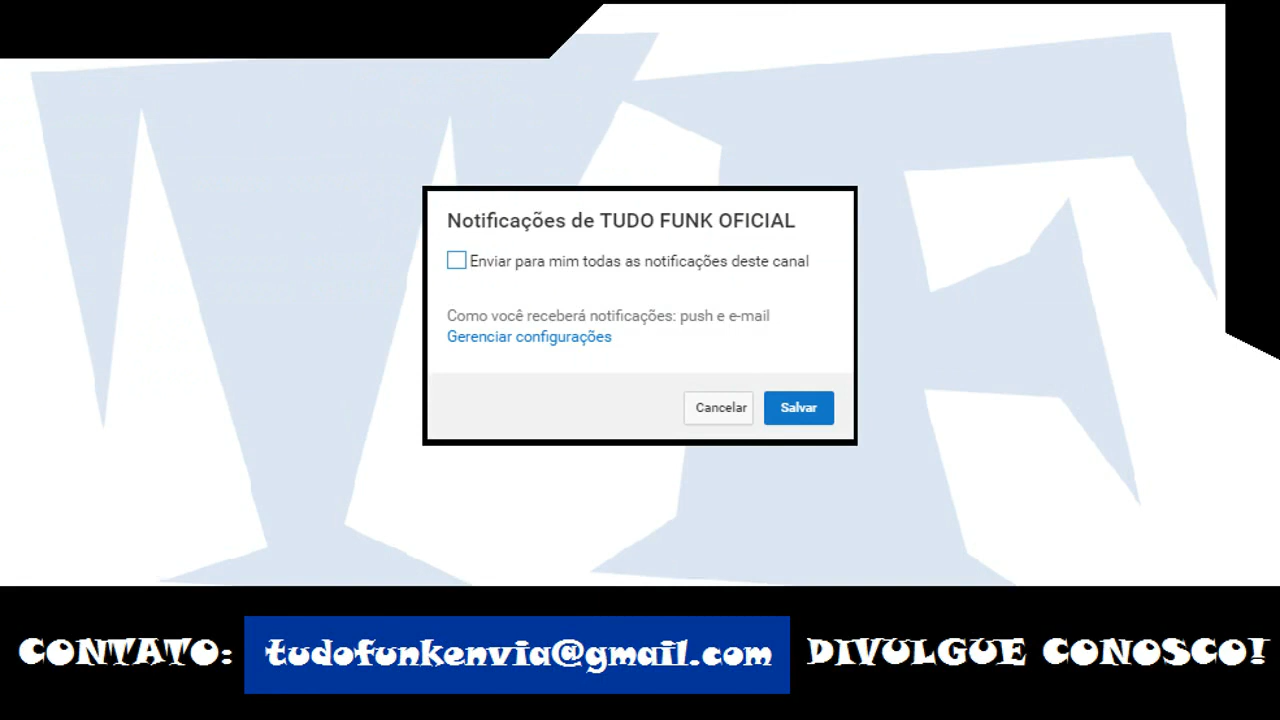 Notificações de TUDO FUNK OFICIAL
Enviar para mim todas as notificações deste canal
Como você receberá notificações: push e e-mail
Gerenciar configurações
Cancelar Salvar
CONTATO: tudofunkenvia@gmail.com DIVULGUE CONOSCO!